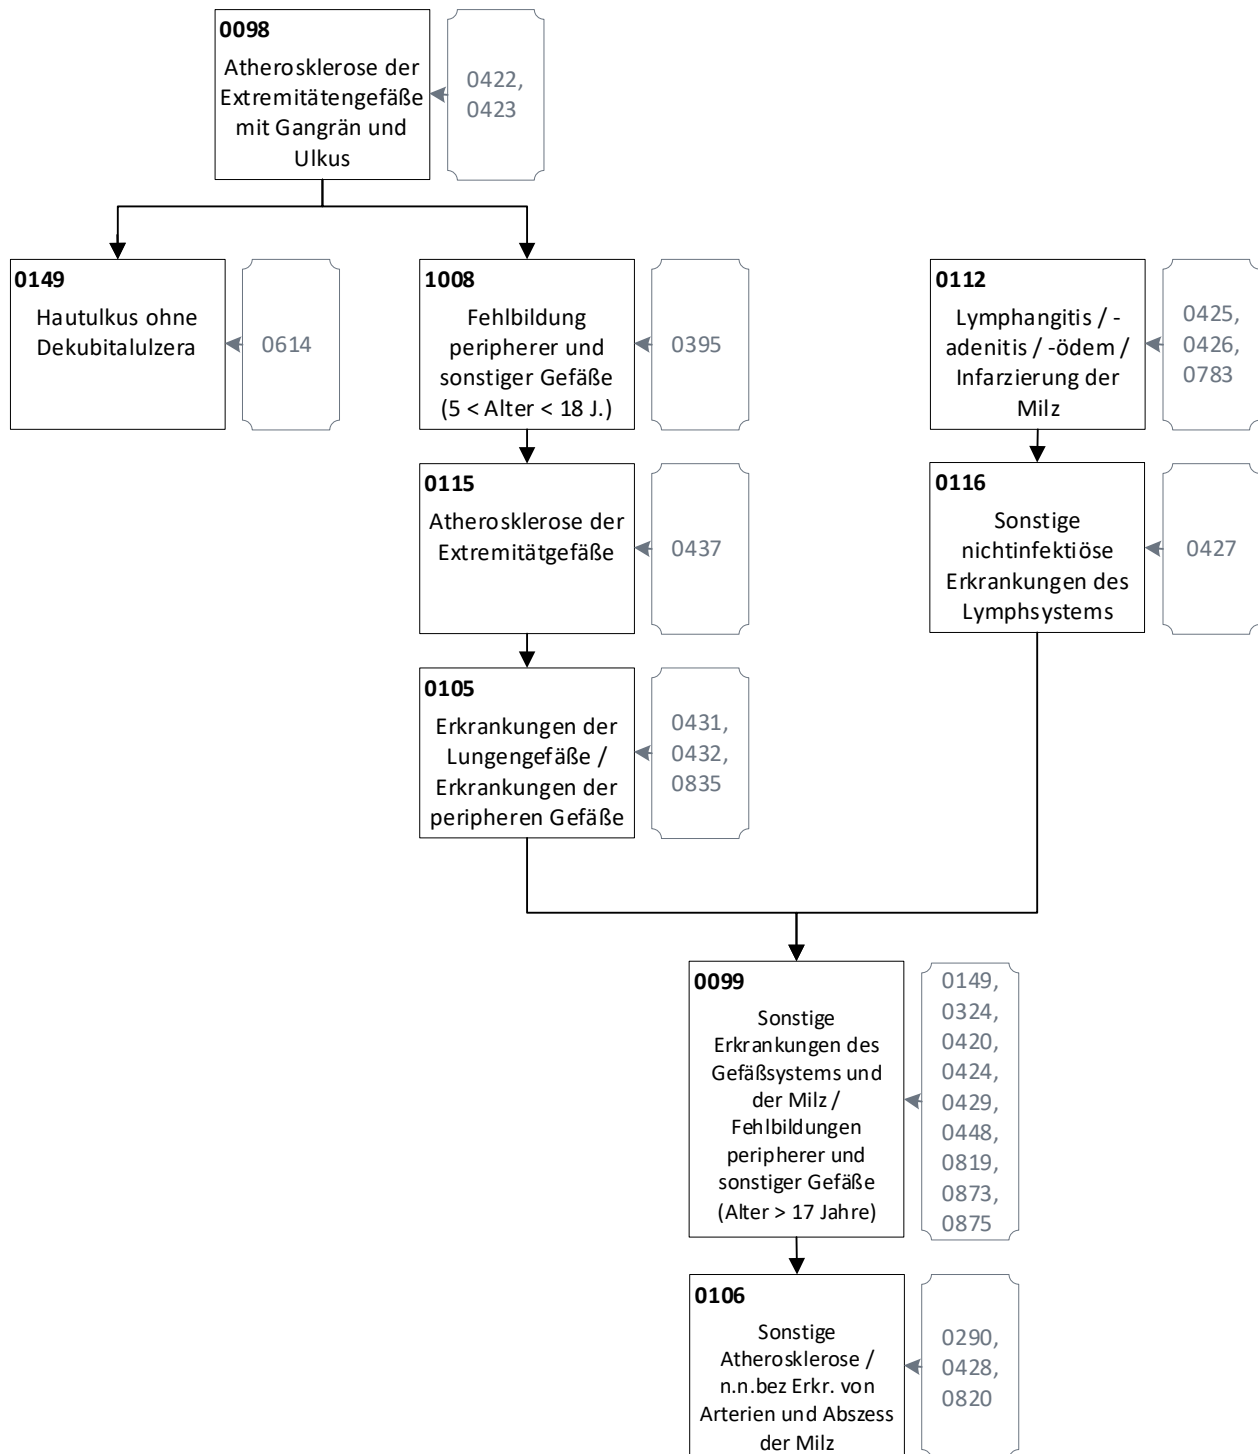 0098
Atherosklerose der
Extremitätengefäße
mit Gangrän und
Ulkus
0422,
0423
0149
Hautulkus ohne
Dekubitalulzera
0614
1008
Fehlbildung
peripherer und
sonstiger Gefäße
(5 < Alter < 18 J.)
0395
0112
Lymphangitis / -
adenitis / -ödem /
Infarzierung der
Milz
0425,
0426,
0783
0115
Atherosklerose der
Extremitätgefäße
0437
0116
Sonstige
nichtinfektiöse
Erkrankungen des
Lymphsystems
0427
0105
Erkrankungen der
Lungengefäße /
Erkrankungen der
peripheren Gefäße
0431,
0432,
0835
0099
Sonstige
Erkrankungen des
Gefäßsystems und
der Milz /
Fehlbildungen
peripherer und
sonstiger Gefäße
(Alter > 17 Jahre)
0149,
0324,
0420,
0424,
0429,
0448,
0819,
0873,
0875
0106
Sonstige
Atherosklerose /
n.n.bez Erkr. von
Arterien und Abszess
der Milz
0290,
0428,
0820